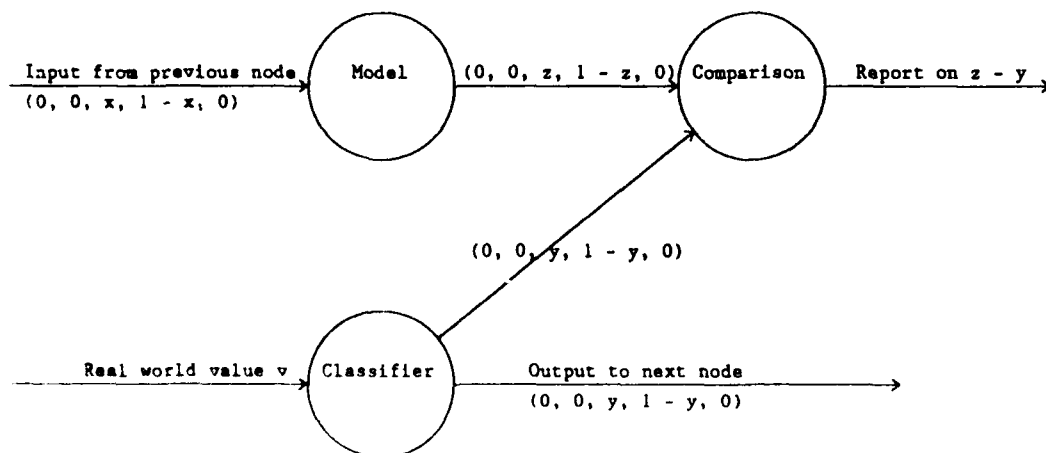 Input from previous node
(0, 0, x, 1 - x, 0)
Model
(0, 0, z, 1 - z, 0)
Comparison
Report on z - y
(0, 0, y, 1 - y, 0)
Real world value v
Classifier
Output to next node
(0, 0, y, 1 - y, 0)